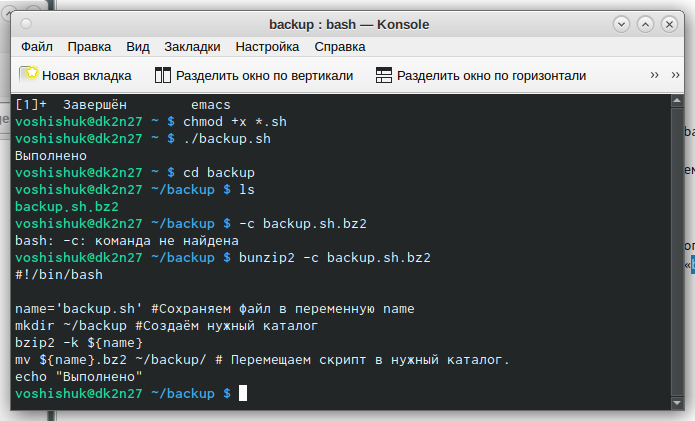 backup : bash — Konsole
Файл Правка Вид Закладки Настройка Справка
Новая вкладка Разделить окно по вертикали Разделить окно по горизонтали
[1]+ Завершён emacs
voshishuk@dk2n27 ~ $ chmod +x *.sh
voshishuk@dk2n27 ~ $ ./backup.sh
Выполнено
voshishuk@dk2n27 ~ $ cd backup
voshishuk@dk2n27 ~/backup $ ls
backup.sh.bz2
voshishuk@dk2n27 ~/backup $ -c backup.sh.bz2
bash: -c: команда не найдена
voshishuk@dk2n27 ~/backup $ bunzip2 -c backup.sh.bz2
#!/bin/bash
name='backup.sh' #Сохраняем файл в переменную name
mkdir ~/backup #Создаём нужный каталог
bzip2 -k ${name}
mv ${name}.bz2 ~/backup/ # Перемещаем скрипт в нужный каталог.
echo "Выполнено"
voshishuk@dk2n27 ~/backup $